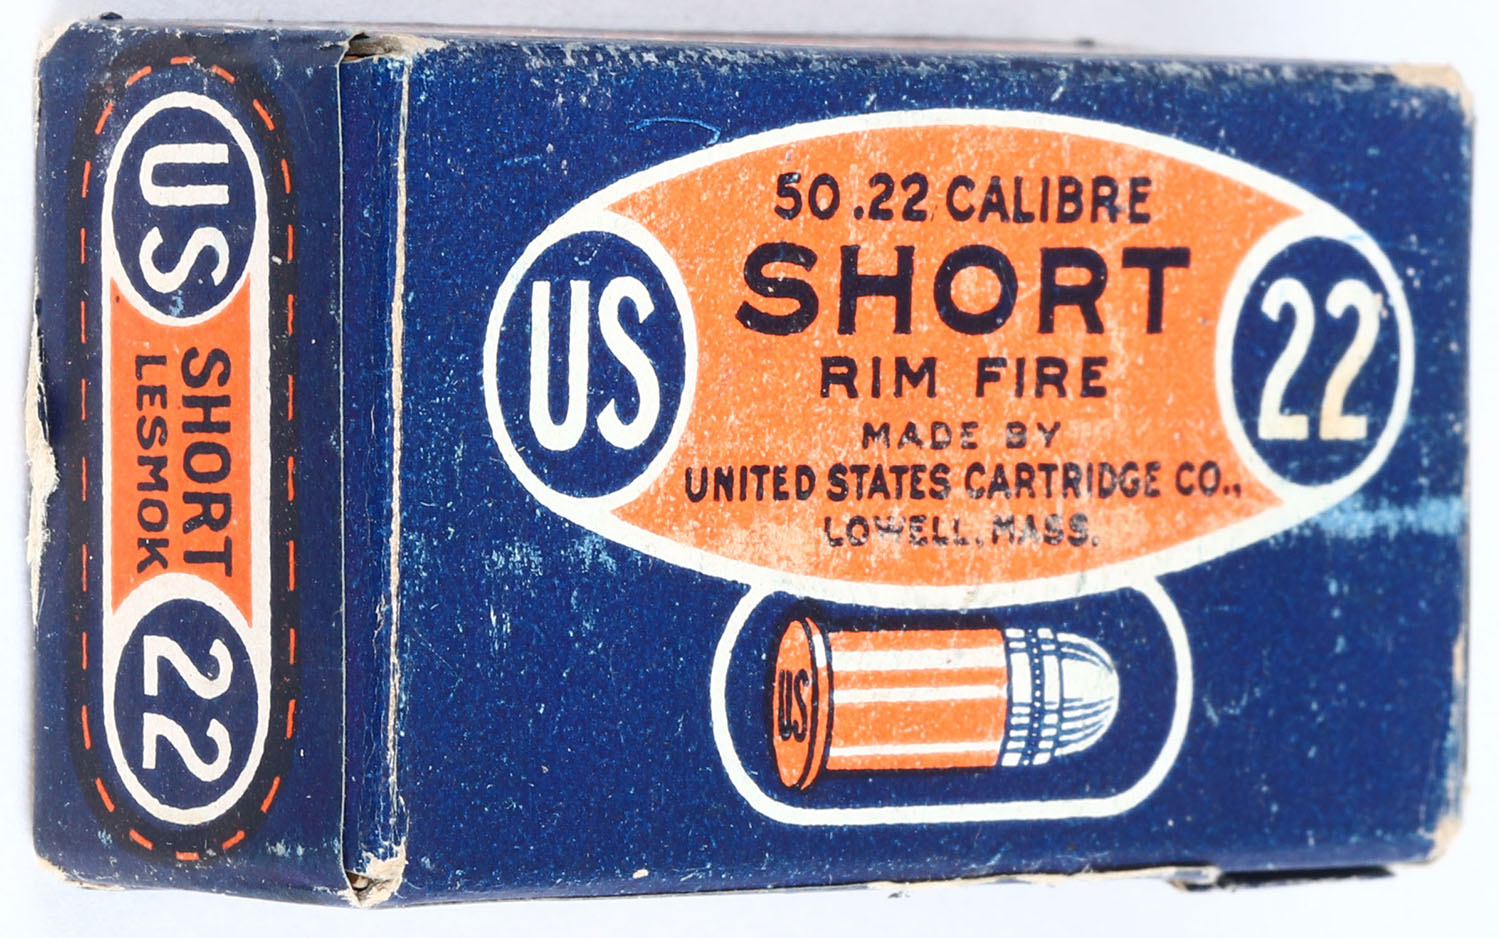 US
SHORT
LESMOK
22
50 .22 CALIBRE
SHORT
RIM FIRE
US
22
MADE BY
UNITED STATES CARTRIDGE CO.,
LOWELL, MASS.
US